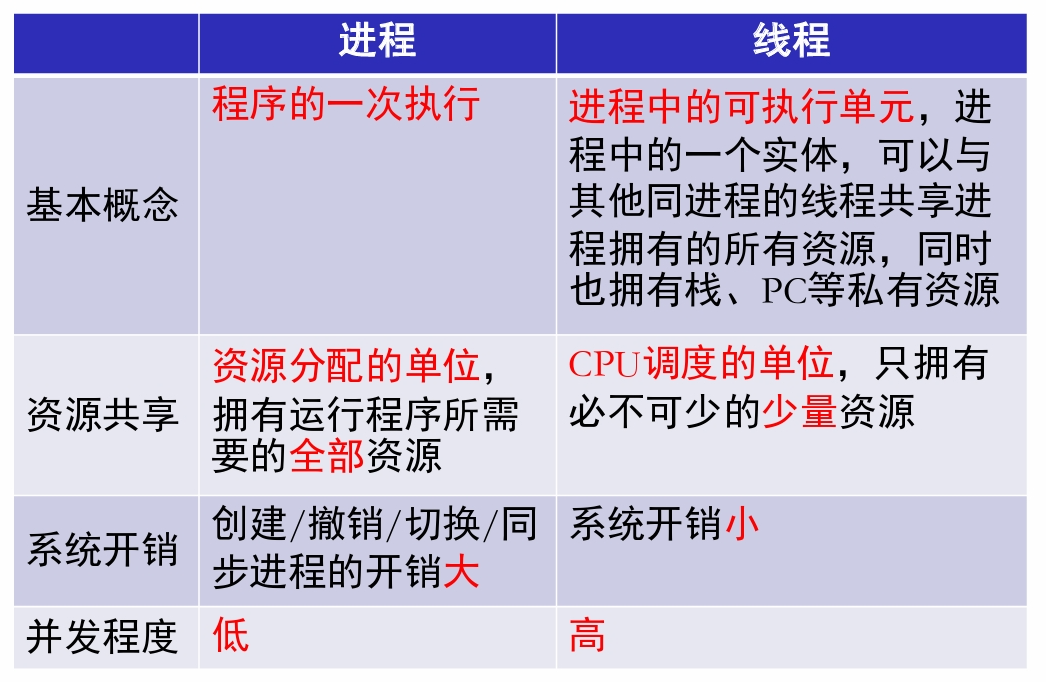 进程
线程
基本概念
程序的一次执行
进程中的可执行单元，进
程中的一个实体，可以与
其他同进程的线程共享进
程拥有的所有资源，同时
也拥有栈、PC等私有资源
资源共享
资源分配的单位，
拥有运行程序所需
要的全部资源
CPU调度的单位，只拥有
必不可少的少量资源
系统开销
创建/撤销/切换/同
步进程的开销大
系统开销小
并发程度
低
高